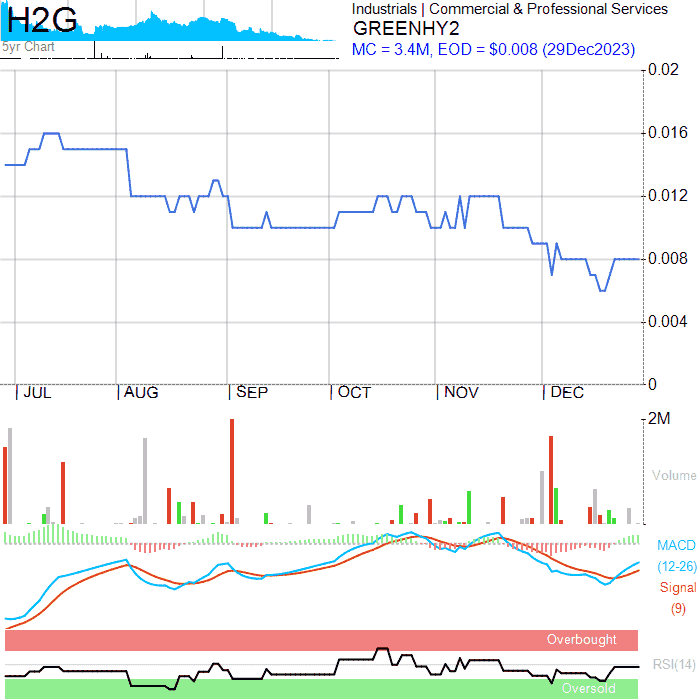 H2G
5yr Chart
Industrials | Commercial & Professional Services
GREENHY2
MC = 3.4M, EOD = $0.008 (29Dec2023)
0.02
0.016
0.012
0.008
0.004
0
JUL AUG SEP OCT NOV DEC
2M
Volume
MACD
(12-26)
Signal
(9)
Overbought
RSI(14)
Oversold